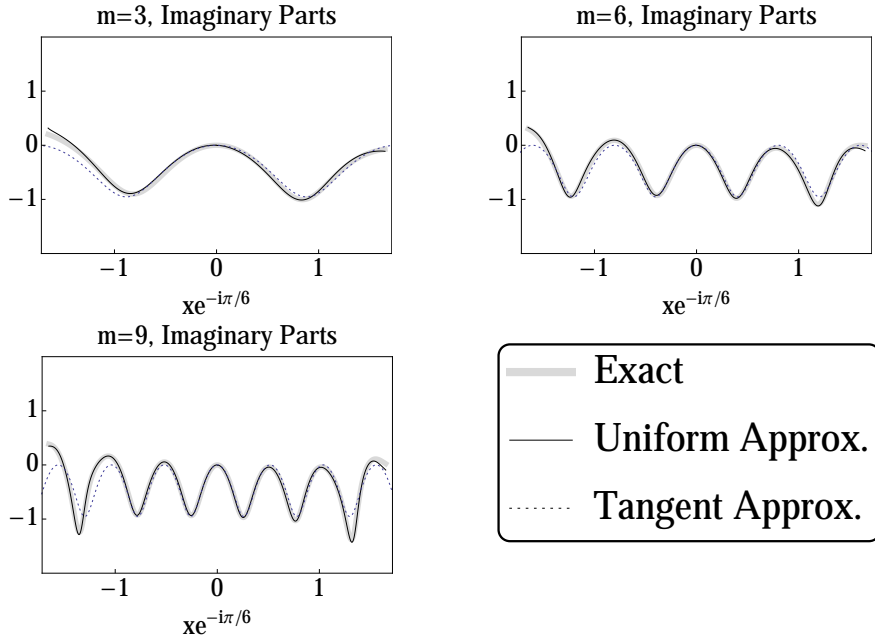 m=3, Imaginary Parts
1
0
−1
−1 0 1
xe^{−iπ/6}
m=6, Imaginary Parts
1
0
−1
−1 0 1
xe^{−iπ/6}
m=9, Imaginary Parts
1
0
−1
−1 0 1
xe^{−iπ/6}
Exact
Uniform Approx.
Tangent Approx.